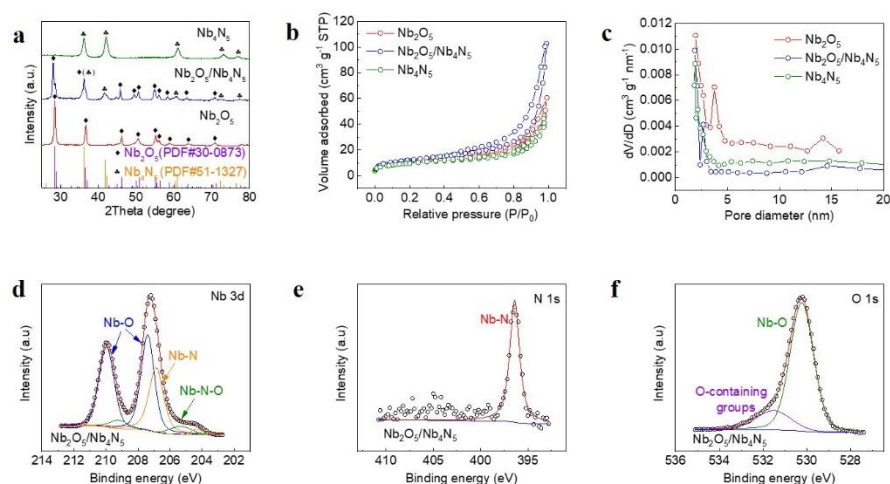 a
Nb₄N₅
♦(♣)
Nb₂O₅/Nb₄N₅
Nb₂O₅
♦ Nb₂O₅(PDF#30-0873)
♣ Nb₄N₅(PDF#51-1327)
Intensity (a.u.)
30 40 50 60 70 80
2Theta (degree)
b
Nb₂O₅
Nb₂O₅/Nb₄N₅
Nb₄N₅
Volume adsorbed (cm³ g⁻¹ STP)
120
100
80
60
40
20
0
0.0 0.2 0.4 0.6 0.8 1.0
Relative pressure (P/P₀)
c
Nb₂O₅
Nb₂O₅/Nb₄N₅
Nb₄N₅
dV/dD (cm³ g⁻¹ nm⁻¹)
0.012
0.010
0.008
0.006
0.004
0.002
0.000
0 5 10 15 20
Pore diameter (nm)
d
Nb 3d
Nb-O
Nb-N
Nb-N-O
Nb₂O₅/Nb₄N₅
Intensity (a.u)
214 212 210 208 206 204 202
Binding energy (eV)
e
N 1s
Nb-N
Nb₂O₅/Nb₄N₅
Intensity (a.u)
410 405 400 395
Binding energy (eV)
f
O 1s
Nb-O
O-containing
groups
Nb₂O₅/Nb₄N₅
Intensity (a.u)
536 534 532 530 528
Binding energy (eV)